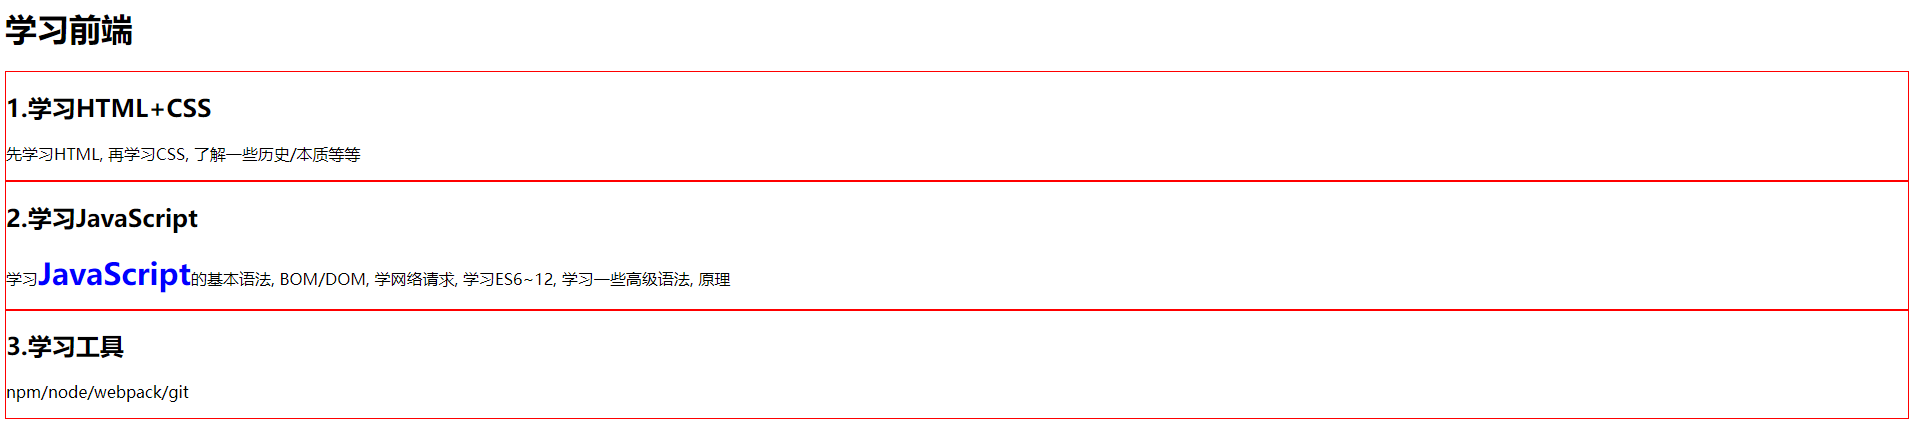 学习前端
1.学习HTML+CSS
先学习HTML, 再学习CSS, 了解一些历史/本质等等
2.学习JavaScript
学习JavaScript的基本语法, BOM/DOM, 学网络请求, 学习ES6~12, 学习一些高级语法, 原理
3.学习工具
npm/node/webpack/git